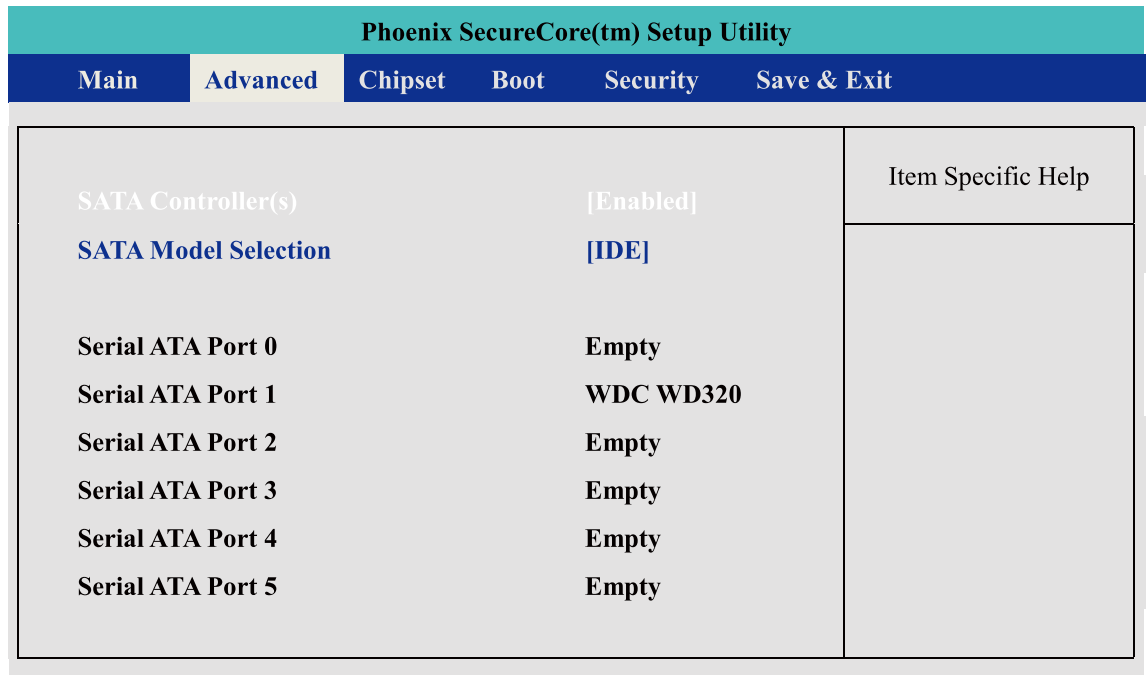 Phoenix SecureCore(tm) Setup Utility
Main Advanced Chipset Boot Security Save & Exit
Item Specific Help
SATA Controller(s) [Enabled]
SATA Model Selection [IDE]
Serial ATA Port 0 Empty
Serial ATA Port 1 WDC WD320
Serial ATA Port 2 Empty
Serial ATA Port 3 Empty
Serial ATA Port 4 Empty
Serial ATA Port 5 Empty